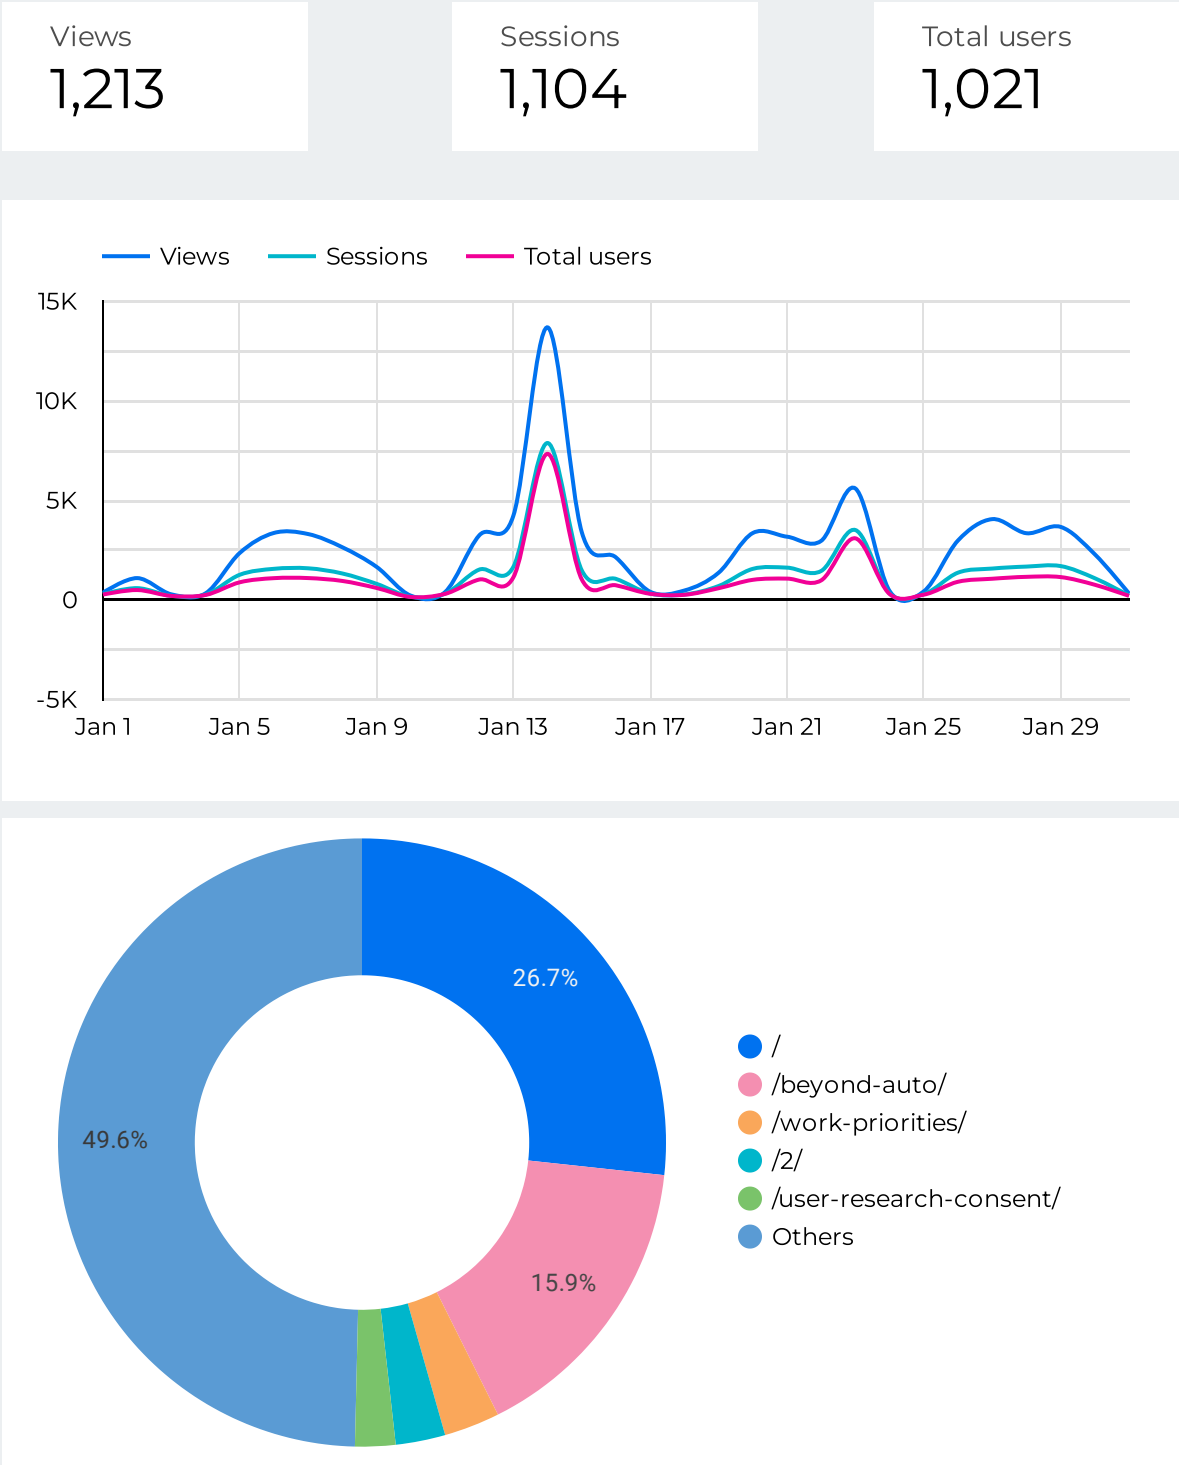 Views
1,213
Sessions
1,104
Total users
1,021
Views Sessions Total users
15K
10K
5K
0
-5K
Jan 1 Jan 5 Jan 9 Jan 13 Jan 17 Jan 21 Jan 25 Jan 29
26.7%
15.9%
49.6%
/
/beyond-auto/
/work-priorities/
/2/
/user-research-consent/
Others